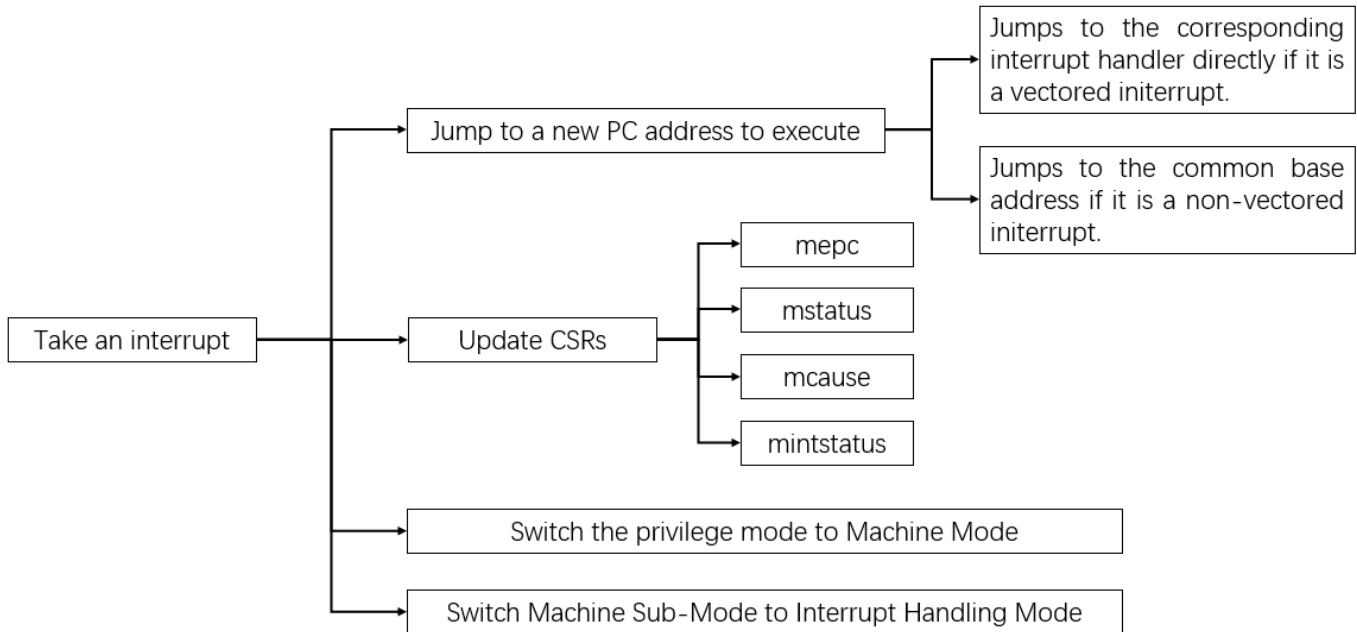 Jumps to the corresponding
interrupt handler directly if it is
a vectored initerrupt.
Jump to a new PC address to execute
Jumps to the common base
address if it is a non-vectored
initerrupt.
mepc
mstatus
Take an interrupt
Update CSRs
mcause
mintstatus
Switch the privilege mode to Machine Mode
Switch Machine Sub-Mode to Interrupt Handling Mode